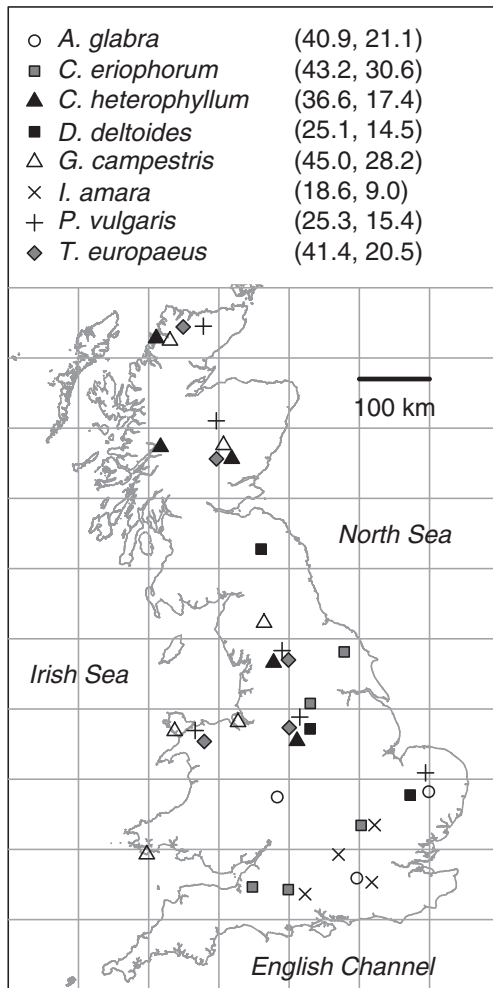 A. glabra (40.9, 21.1)
C. eriophorum (43.2, 30.6)
C. heterophyllum (36.6, 17.4)
D. deltoides (25.1, 14.5)
G. campestris (45.0, 28.2)
I. amara (18.6, 9.0)
P. vulgaris (25.3, 15.4)
T. europaeus (41.4, 20.5)
100 km
North Sea
Irish Sea
English Channel